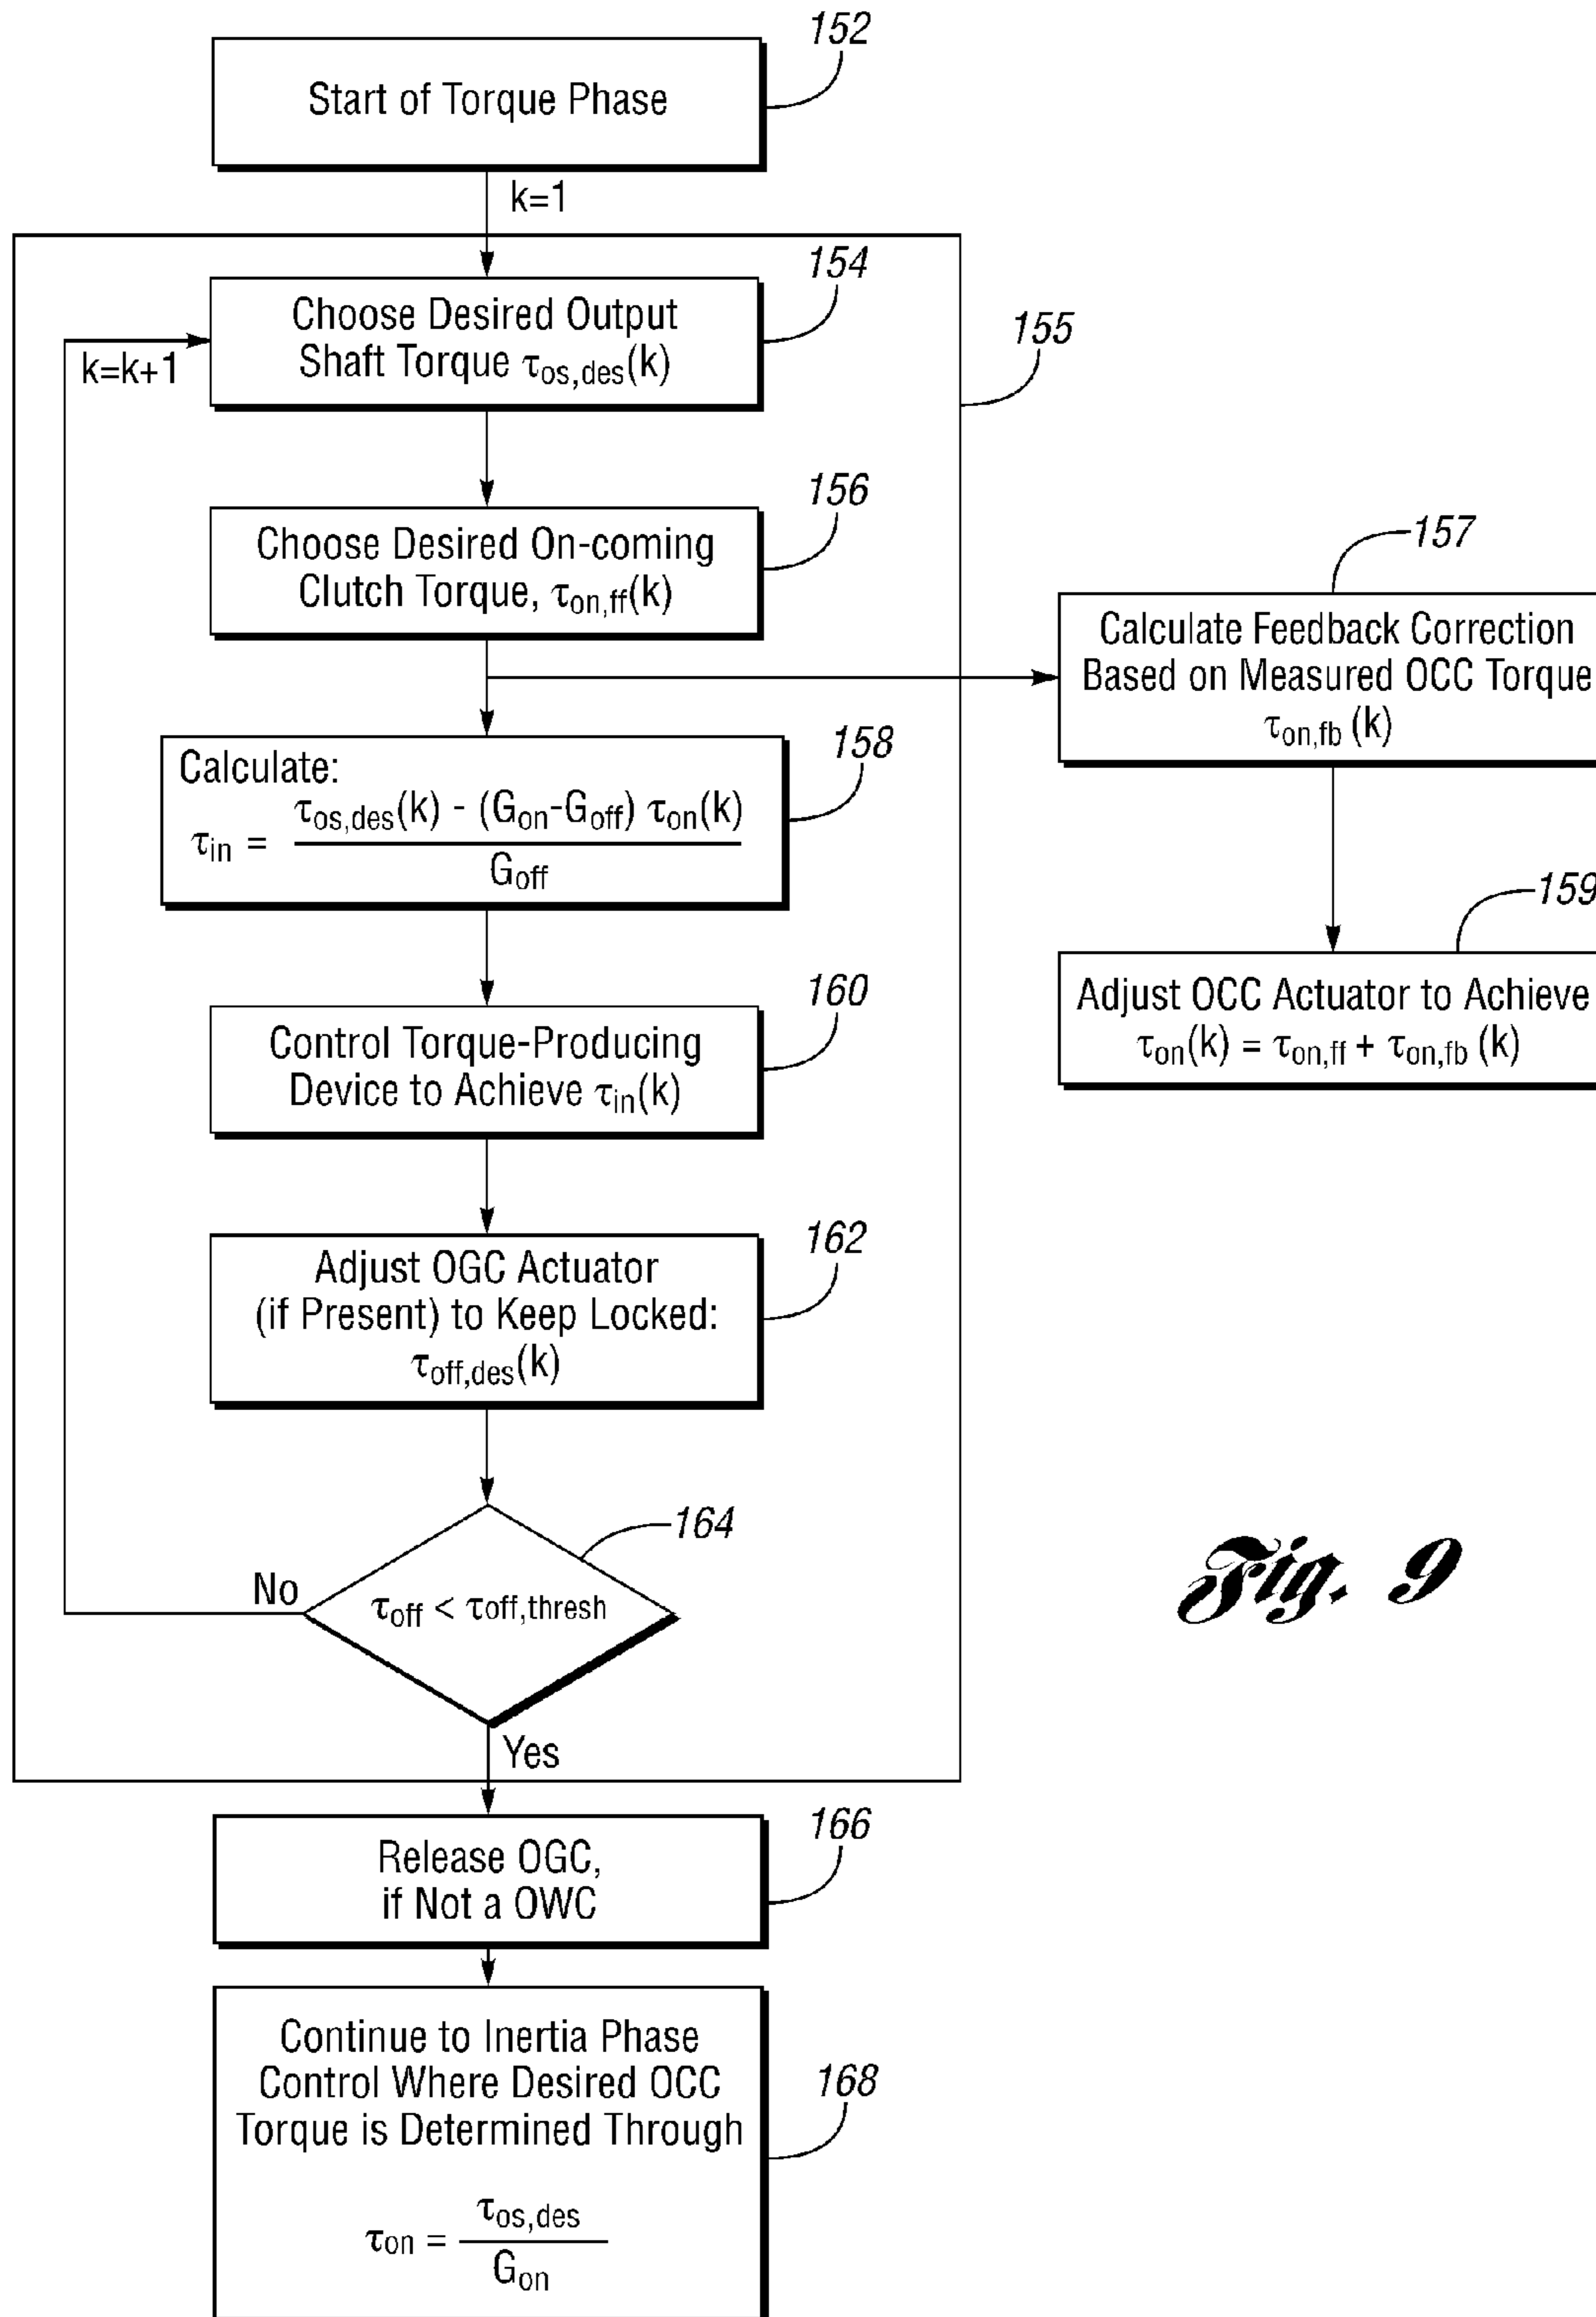 152
Start of Torque Phase
k=1
154
Choose Desired Output
Shaft Torque τos,des(k)
k=k+1
155
156
Choose Desired On-coming
Clutch Torque, τon,ff(k)
157
Calculate Feedback Correction
Based on Measured OCC Torque
τon,fb (k)
158
Calculate:
τin = τos,des(k) - (Gon-Goff) τon(k)
Goff
159
Adjust OCC Actuator to Achieve
τon(k) = τon,ff + τon,fb (k)
160
Control Torque-Producing
Device to Achieve τin(k)
162
Adjust OGC Actuator
(if Present) to Keep Locked:
τoff,des(k)
164
No
τoff < τoff,thresh
Yes
Fig. 9
166
Release OGC,
if Not a OWC
168
Continue to Inertia Phase
Control Where Desired OCC
Torque is Determined Through
τon = τos,des
Gon